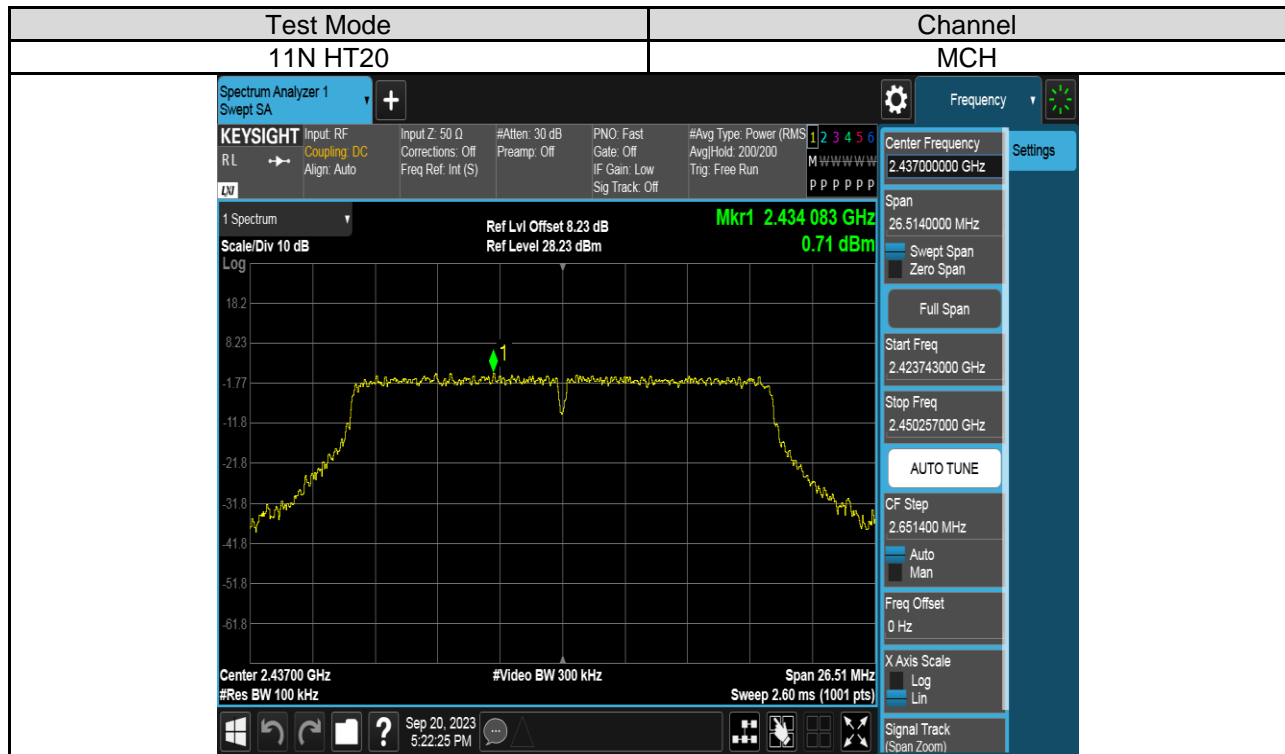 Test Mode Channel
11N HT20 MCH
Spectrum Analyzer 1
Swept SA
+
Frequency
KEYSIGHT Input: RF Input Z: 50 Ω #Atten: 30 dB PNO: Fast #Avg Type: Power (RMS 1 2 3 4 5 6
RL Coupling: DC Corrections: Off Preamp: Off Gate: Off Avg|Hold: 200/200 M W W W W W
Align: Auto Freq Ref: Int (S) IF Gain: Low Trig: Free Run
LXI Sig Track: Off P P P P P P
1 Spectrum
Scale/Div 10 dB
Ref Lvl Offset 8.23 dB
Ref Level 28.23 dBm
Mkr1 2.434 083 GHz
0.71 dBm
Log
18.2
8.23
1
-1.77
-11.8
-21.8
-31.8
-41.8
-51.8
-61.8
Center 2.43700 GHz #Video BW 300 kHz Span 26.51 MHz
#Res BW 100 kHz Sweep 2.60 ms (1001 pts)
?
Sep 20, 2023
5:22:25 PM
Center Frequency
2.437000000 GHz
Settings
Span
26.5140000 MHz
Swept Span
Zero Span
Full Span
Start Freq
2.423743000 GHz
Stop Freq
2.450257000 GHz
AUTO TUNE
CF Step
2.651400 MHz
Auto
Man
Freq Offset
0 Hz
X Axis Scale
Log
Lin
Signal Track
(Span Zoom)